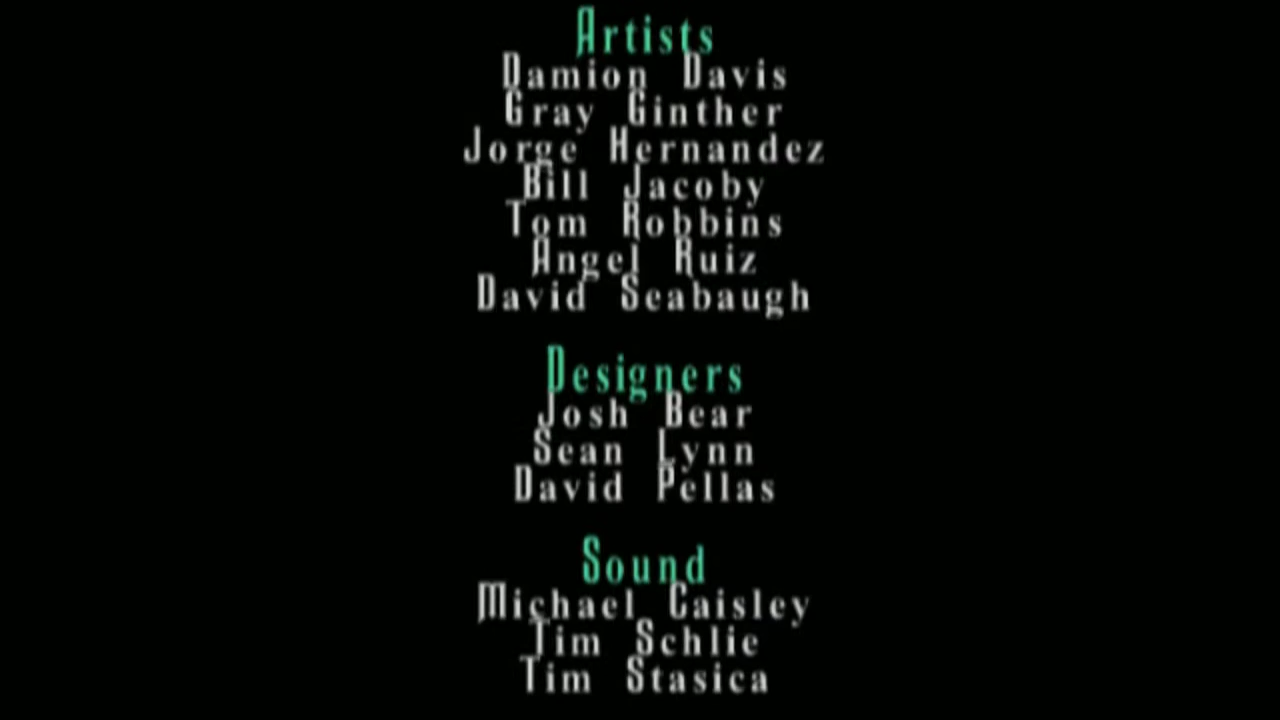 Artists
Damion Davis
Gray Ginther
Jorge Hernandez
Bill Jacoby
Tom Robbins
Angel Ruiz
David Seabaugh
Designers
Josh Bear
Sean Lynn
David Pellas
Sound
Michael Caisley
Tim Schlie
Tim Stasica